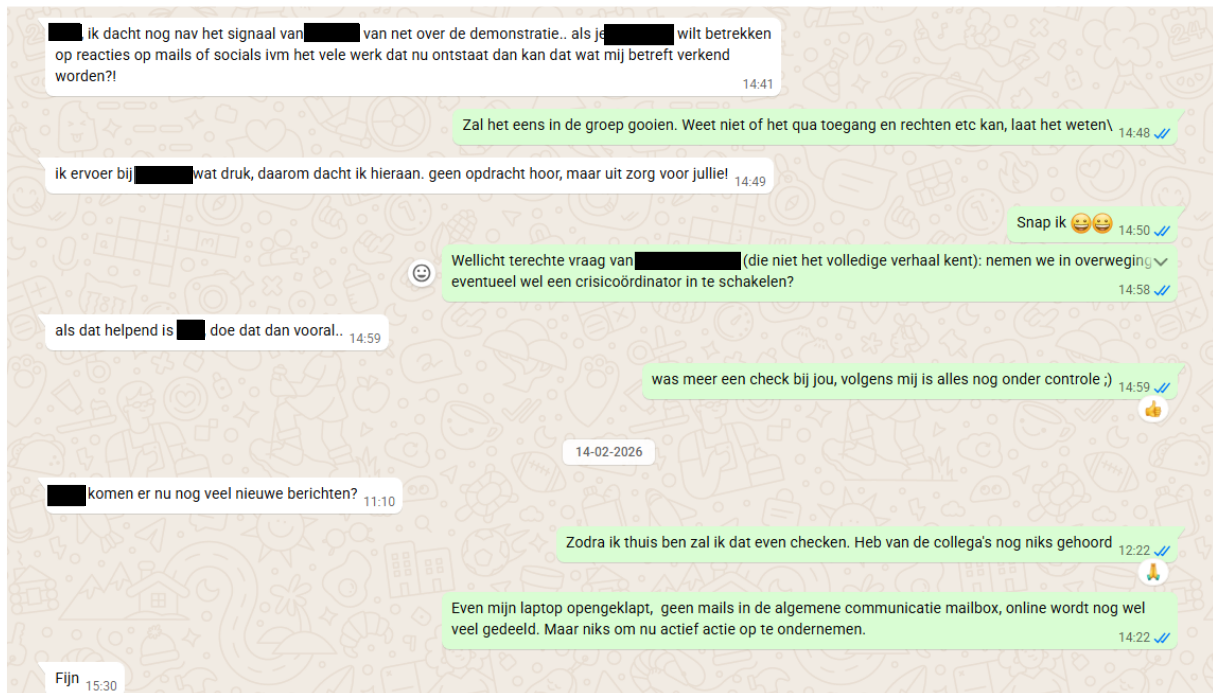 , ik dacht nog nav het signaal van van net over de demonstratie.. als je wilt betrekken
op reacties op mails of socials ivm het vele werk dat nu ontstaat dan kan dat wat mij betreft verkend
worden?!
14:41
Zal het eens in de groep gooien. Weet niet of het qua toegang en rechten etc kan, laat het weten\ 14:48
ik ervoer bij wat druk, daarom dacht ik hieraan. geen opdracht hoor, maar uit zorg voor jullie! 14:49
Snap ik 😀😀 14:50
Wellicht terechte vraag van (die niet het volledige verhaal kent): nemen we in overweging
eventueel wel een crisicoördinator in te schakelen?
14:58
als dat helpend is , doe dat dan vooral.. 14:59
was meer een check bij jou, volgens mij is alles nog onder controle ;) 14:59
👍
14-02-2026
komen er nu nog veel nieuwe berichten? 11:10
Zodra ik thuis ben zal ik dat even checken. Heb van de collega's nog niks gehoord 12:22
🙏
Even mijn laptop opengeklapt, geen mails in de algemene communicatie mailbox, online wordt nog wel
veel gedeeld. Maar niks om nu actief actie op te ondernemen.
14:22
Fijn 15:30